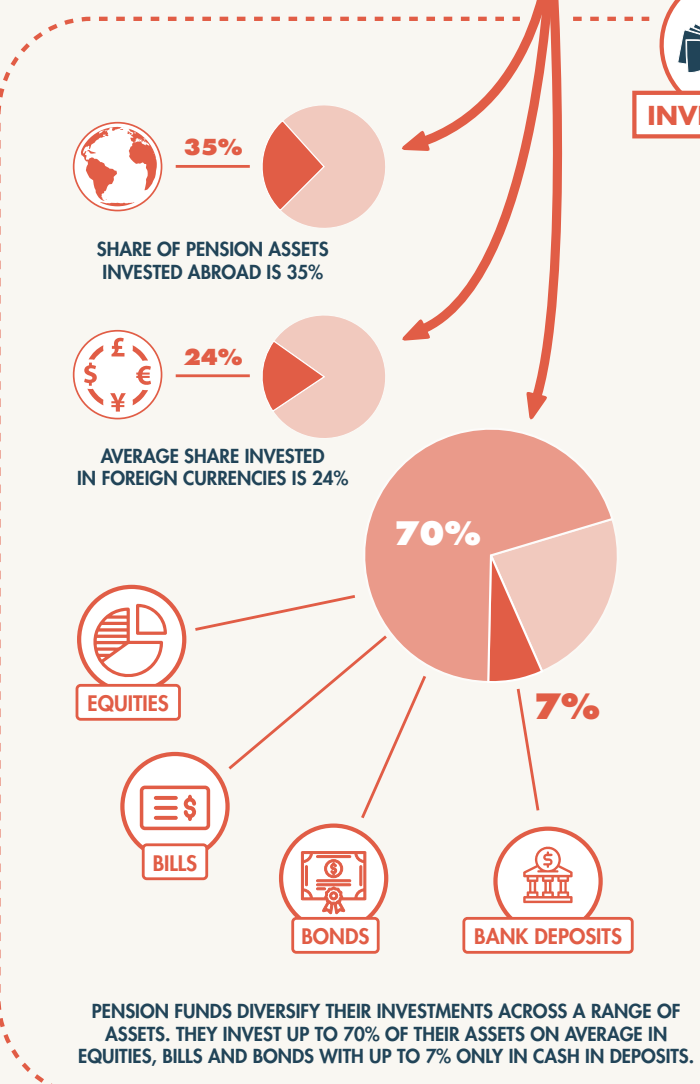 INV
35%
SHARE OF PENSION ASSETS
INVESTED ABROAD IS 35%
£
$ €
¥
24%
AVERAGE SHARE INVESTED
IN FOREIGN CURRENCIES IS 24%
70%
7%
EQUITIES
$
BILLS
$
BONDS
$
BANK DEPOSITS
PENSION FUNDS DIVERSIFY THEIR INVESTMENTS ACROSS A RANGE OF
ASSETS. THEY INVEST UP TO 70% OF THEIR ASSETS ON AVERAGE IN
EQUITIES, BILLS AND BONDS WITH UP TO 7% ONLY IN CASH IN DEPOSITS.